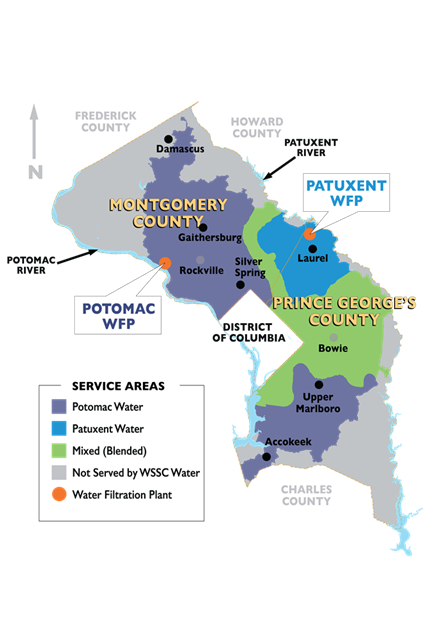 FREDERICK
COUNTY
HOWARD
COUNTY
PATUXENT
RIVER
Damascus
N
PATUXENT
WFP
MONTGOMERY
COUNTY
Gaithersburg
Laurel
POTOMAC
RIVER
Rockville
Silver
Spring
POTOMAC
WFP
PRINCE GEORGE'S
COUNTY
DISTRICT
OF COLUMBIA
Bowie
Upper
Marlboro
Accokeek
CHARLES
COUNTY
SERVICE AREAS
Potomac Water
Patuxent Water
Mixed (Blended)
Not Served by WSSC Water
Water Filtration Plant